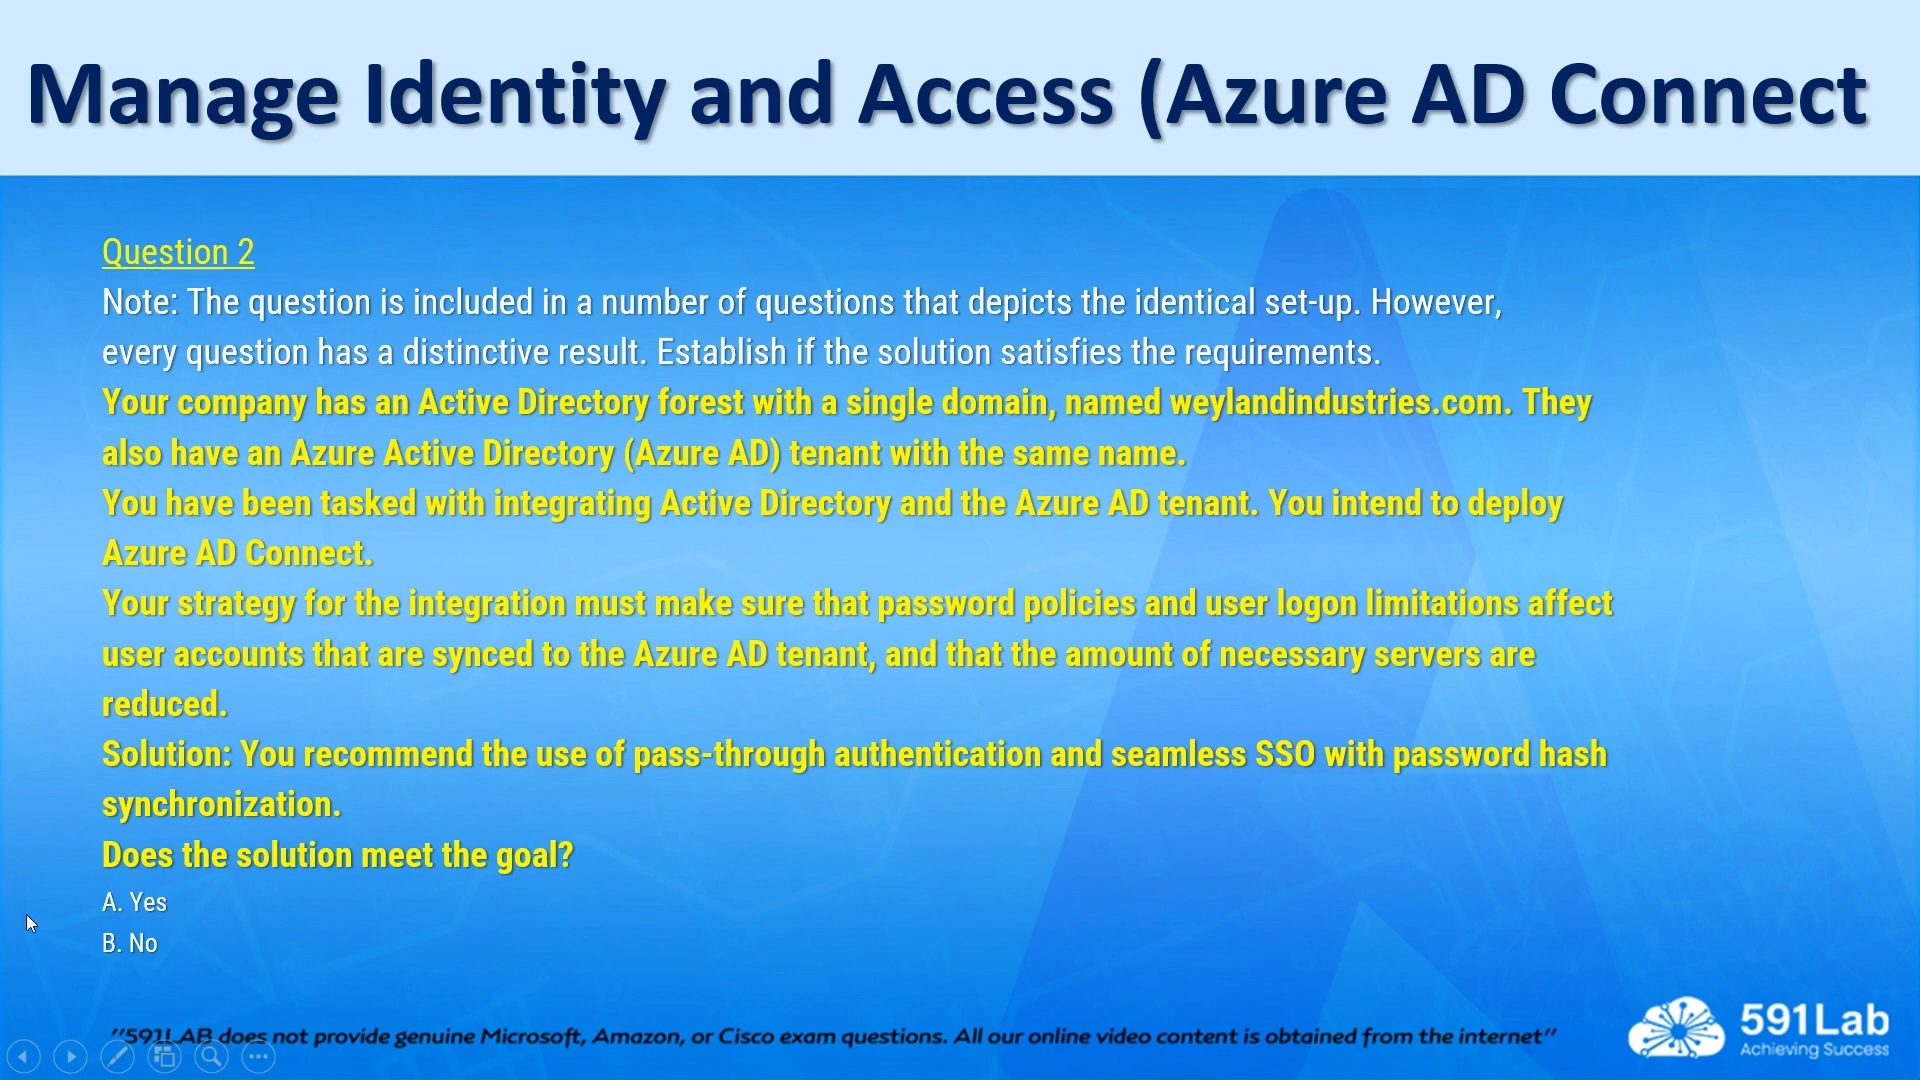 Manage Identity and Access (Azure AD Connect
Question 2
Note: The question is included in a number of questions that depicts the identical set-up. However,
every question has a distinctive result. Establish if the solution satisfies the requirements.
Your company has an Active Directory forest with a single domain, named weylandindustries.com. They
also have an Azure Active Directory (Azure AD) tenant with the same name.
You have been tasked with integrating Active Directory and the Azure AD tenant. You intend to deploy
Azure AD Connect.
Your strategy for the integration must make sure that password policies and user logon limitations affect
user accounts that are synced to the Azure AD tenant, and that the amount of necessary servers are
reduced.
Solution: You recommend the use of pass-through authentication and seamless SSO with password hash
synchronization.
Does the solution meet the goal?
A. Yes
B. No
"591LAB does not provide genuine Microsoft, Amazon, or Cisco exam questions. All our online video content is obtained from the internet"
591Lab
Achieving Success